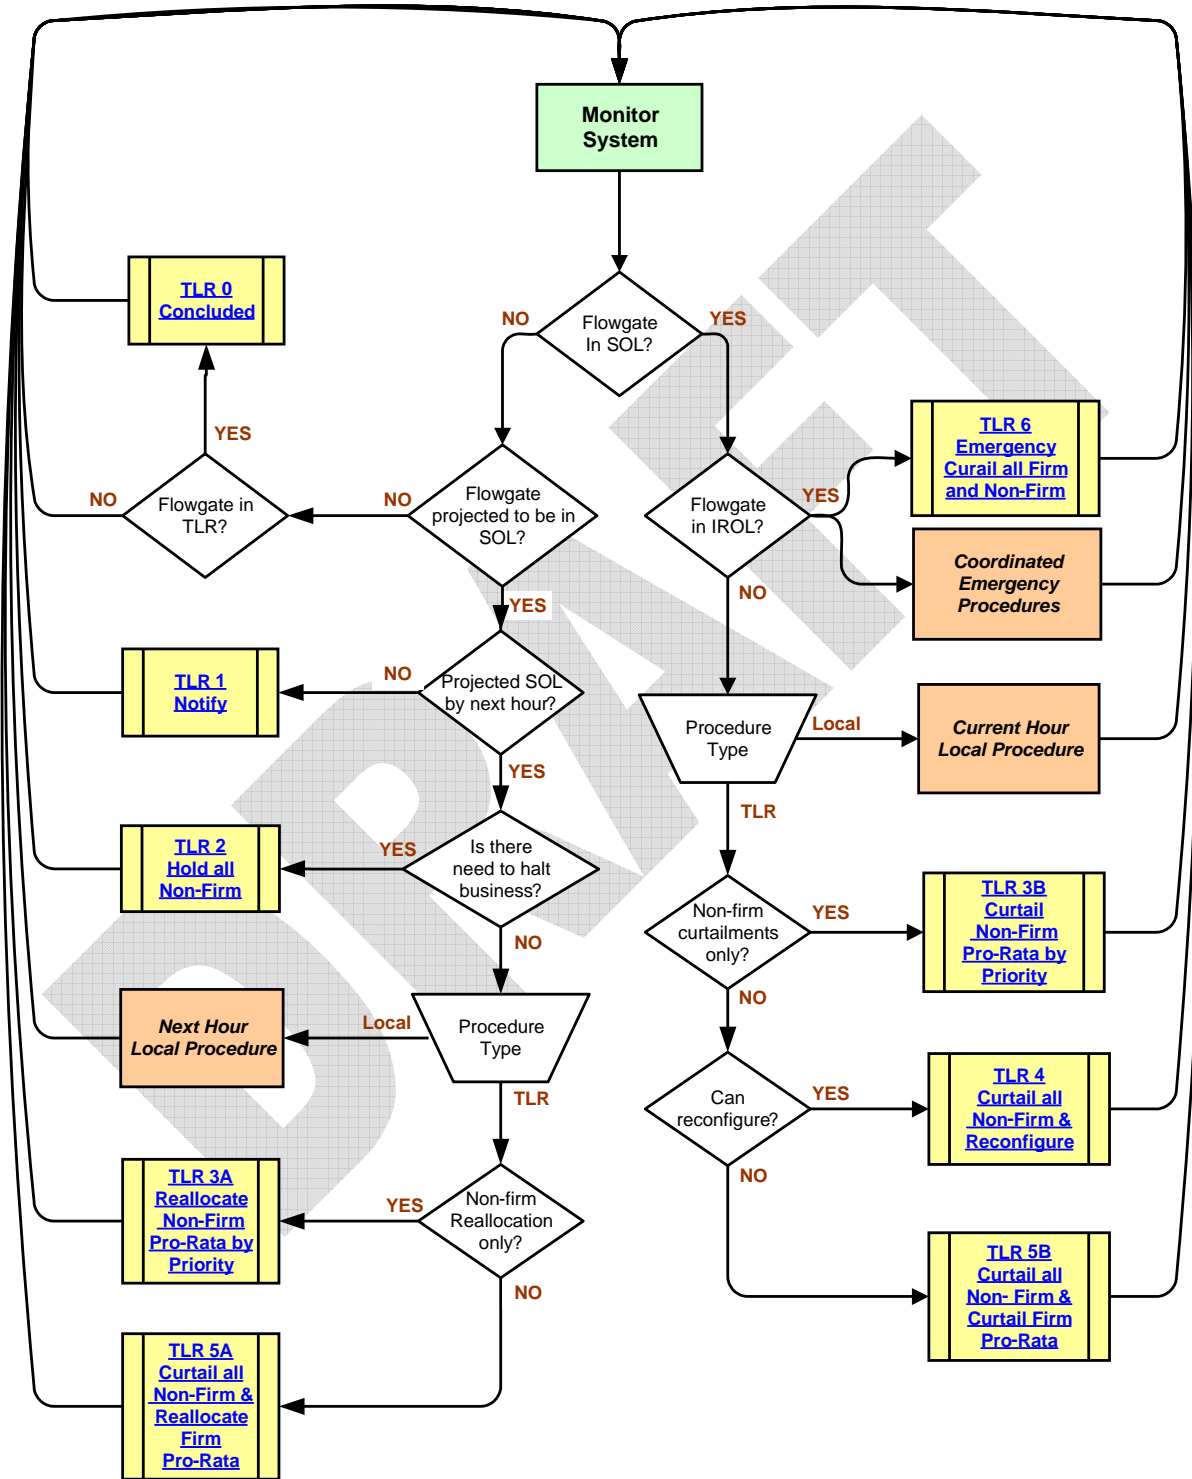 Monitor
System
TLR 0
Concluded
NO
Flowgate
In SOL?
YES
YES
TLR 6
Emergency
Curail all Firm
and Non-Firm
NO
Flowgate in
TLR?
NO
Flowgate
projected to be in
SOL?
Flowgate
in IROL?
YES
Coordinated
Emergency
Procedures
YES
NO
TLR 1
Notify
NO
Projected SOL
by next hour?
Procedure
Type
Local
Current Hour
Local Procedure
YES
TLR
TLR 2
Hold all
Non-Firm
YES
Is there
need to halt
business?
Non-firm
curtailments
only?
YES
TLR 3B
Curtail
Non-Firm
Pro-Rata by
Priority
NO
NO
Next Hour
Local Procedure
Local
Procedure
Type
Can
reconfigure?
YES
TLR 4
Curtail all
Non-Firm &
Reconfigure
TLR
NO
TLR 3A
Reallocate
Non-Firm
Pro-Rata by
Priority
YES
Non-firm
Reallocation
only?
TLR 5B
Curtail all
Non- Firm &
Curtail Firm
Pro-Rata
NO
TLR 5A
Curtail all
Non-Firm &
Reallocate
Firm
Pro-Rata
DRAFT